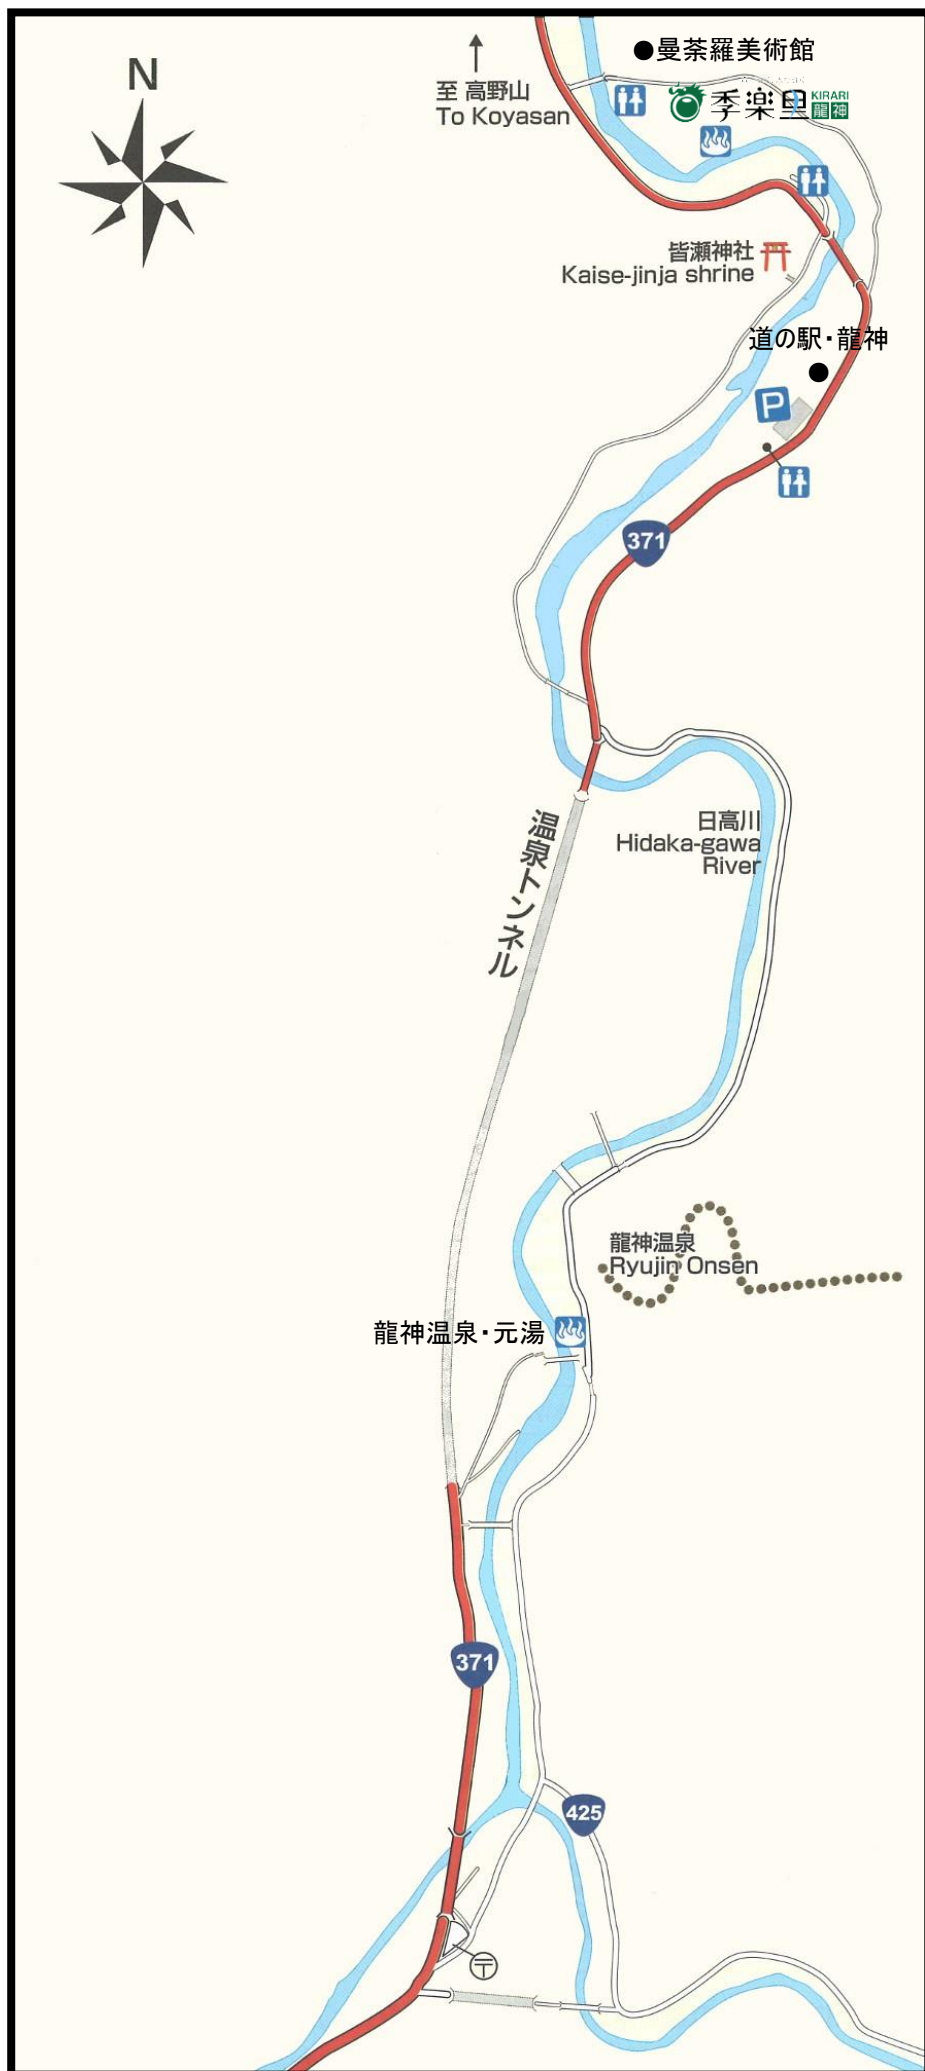 N
至 高野山
To Koyasan
●曼荼羅美術館
季楽里
KIRARI
龍神
皆瀬神社
Kaise-jinja shrine
道の駅・龍神
P
371
温泉トンネル
日高川
Hidaka-gawa
River
龍神温泉
Ryujin Onsen
龍神温泉・元湯
371
425
〒